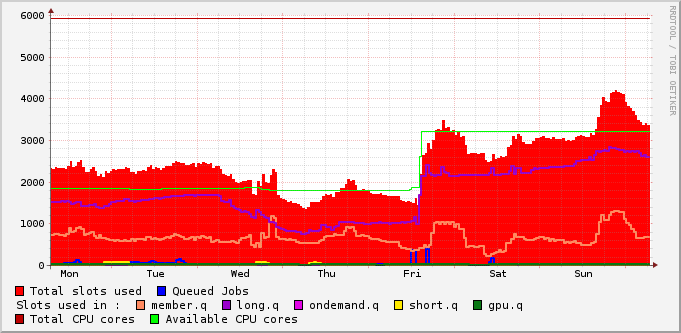 6000
5000
4000
3000
2000
1000
0
Mon Tue Wed Thu Fri Sat Sun
RRDTOOL / TOBI OETIKER
Total slots used Queued Jobs
Slots used in : member.q long.q ondemand.q short.q gpu.q
Total CPU cores Available CPU cores